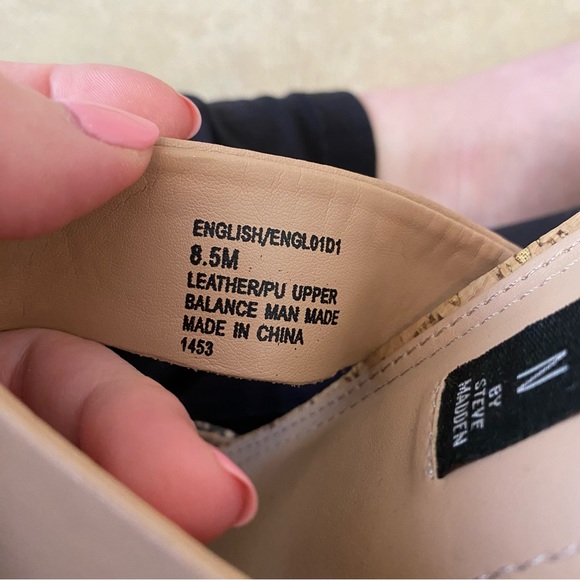 ENGLISH/ENGL01D1
8.5M
LEATHER/PU UPPER
BALANCE MAN MADE
MADE IN CHINA
1453
N
BY
STEVE
MADDEN